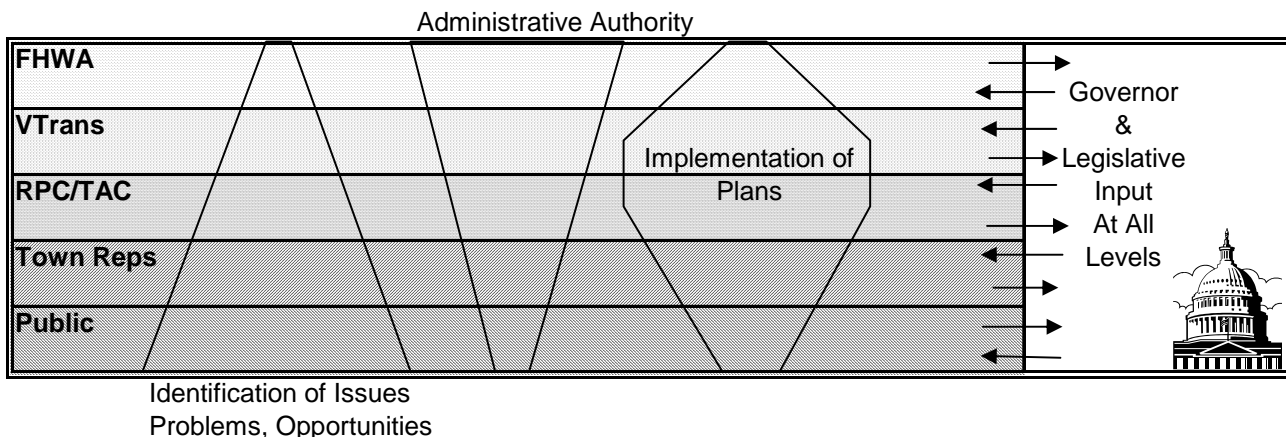 Administrative Authority
FHWA
VTrans
RPC/TAC
Town Reps
Public
Implementation of
Plans
Governor
&
Legislative
Input
At All
Levels
Identification of Issues
Problems, Opportunities